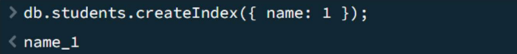 > db.students.createIndex({ name: 1 });
< name_1